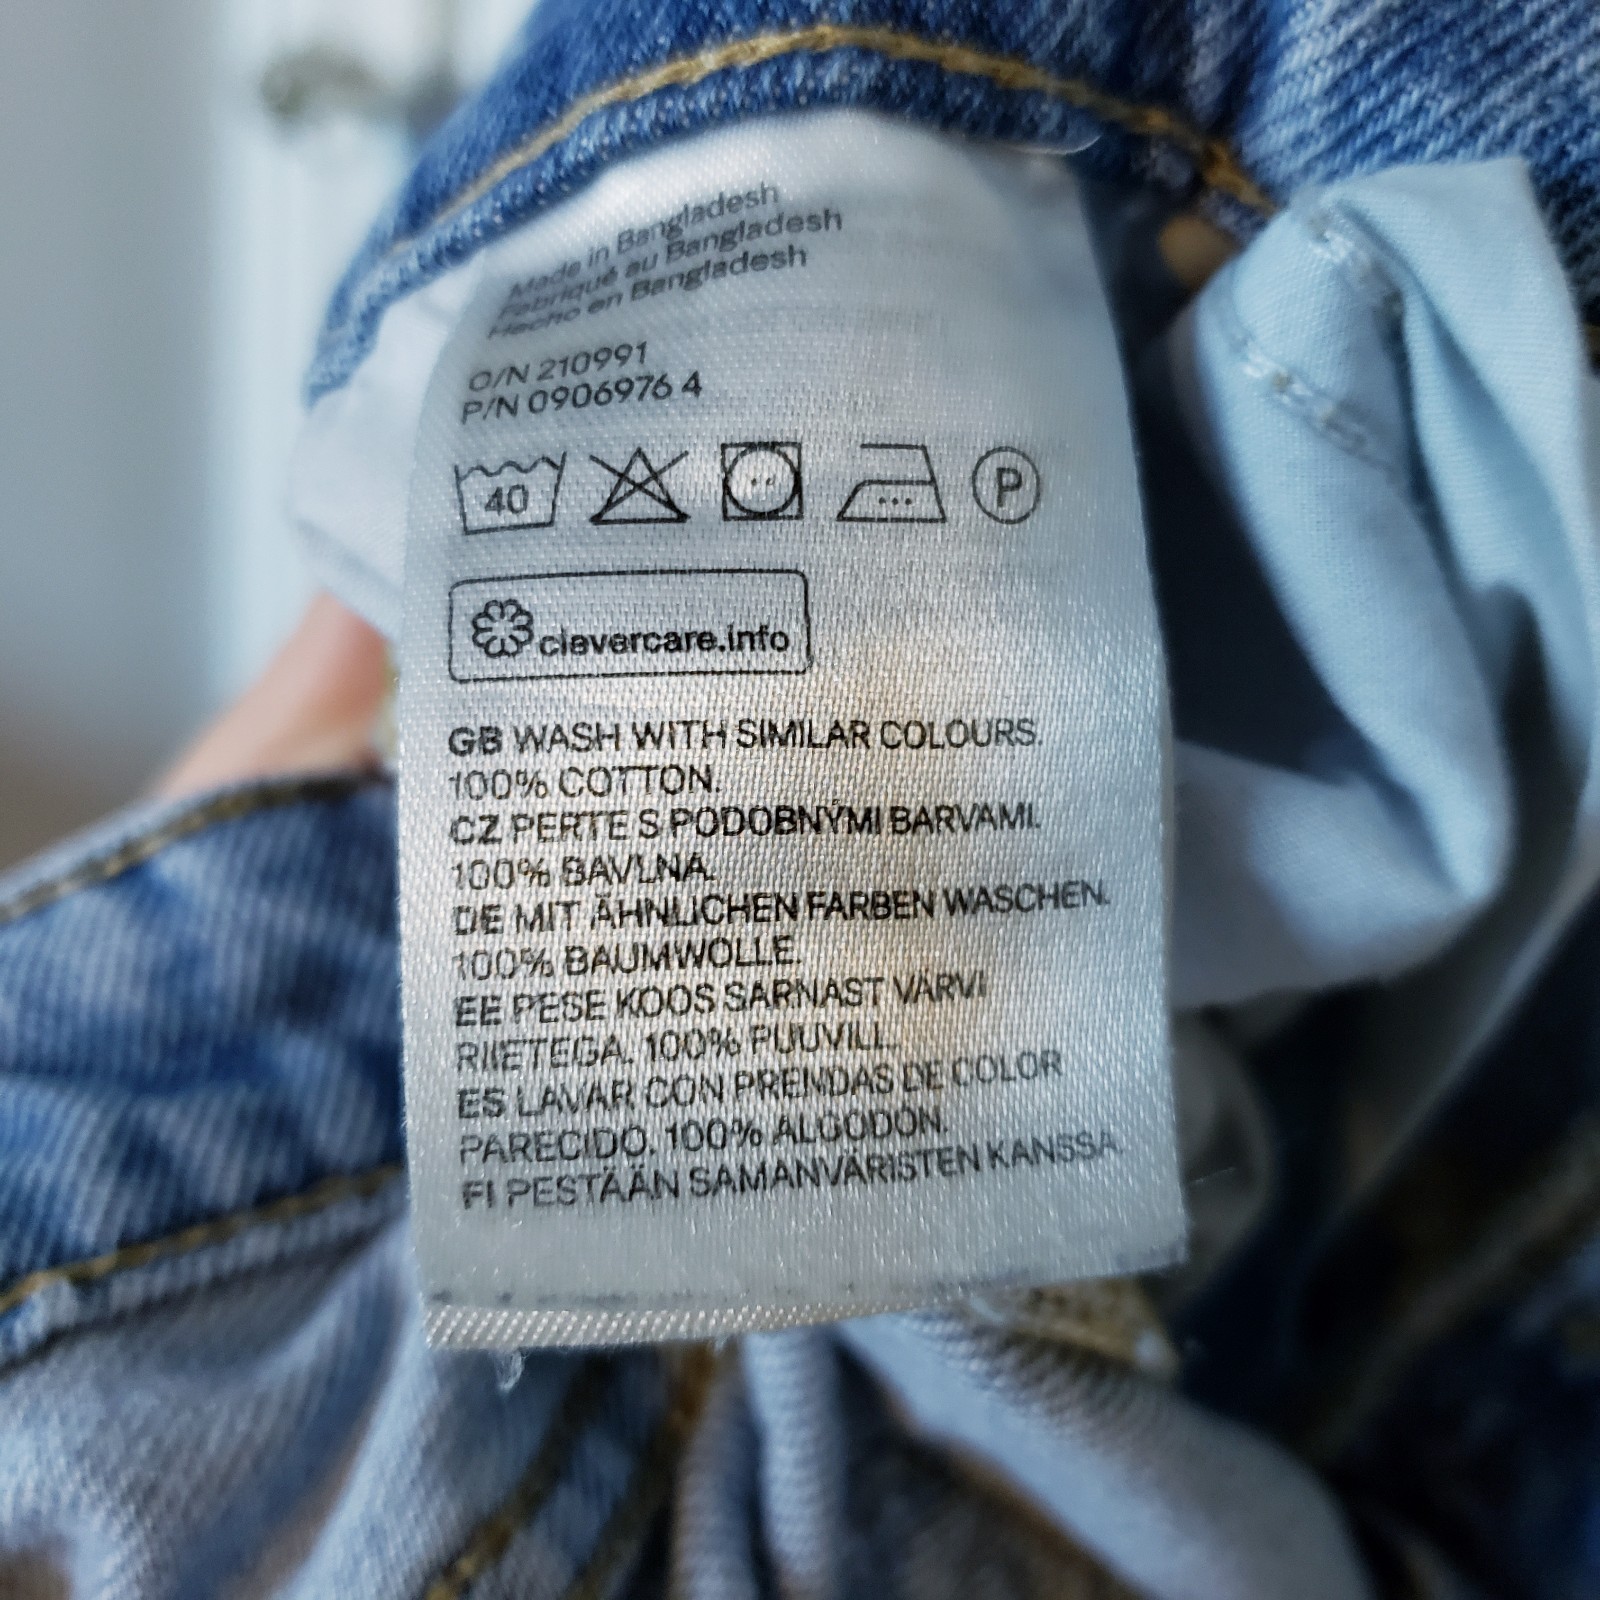 Made in Bangladesh
Fabriqué au Bangladesh
Hecho en Bangladesh
O/N 210991
P/N 0906976 4
40
P
clevercare.info
GB WASH WITH SIMILAR COLOURS.
100% COTTON.
CZ PERTE S PODOBNÝMI BARVAMI.
100% BAVLNA.
DE MIT ÄHNLICHEN FARBEN WASCHEN.
100% BAUMWOLLE.
EE PESE KOOS SARNAST VÄRVI
RIIETEGA. 100% PUUVILL.
ES LAVAR CON PRENDAS DE COLOR
PARECIDO. 100% ALGODÓN.
FI PESTÄÄN SAMANVÄRISTEN KANSSA.